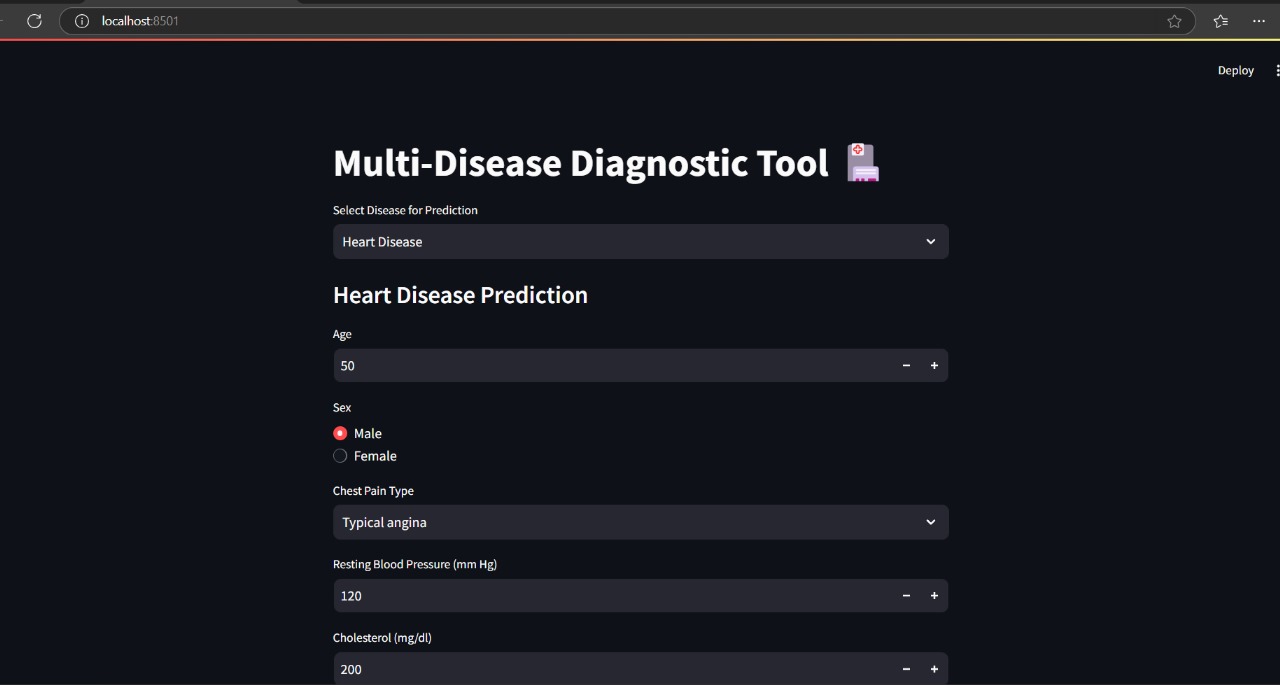 localhost:8501
Deploy
Multi-Disease Diagnostic Tool
Select Disease for Prediction
Heart Disease
Heart Disease Prediction
Age
50
Sex
Male
Female
Chest Pain Type
Typical angina
Resting Blood Pressure (mm Hg)
120
Cholesterol (mg/dl)
200